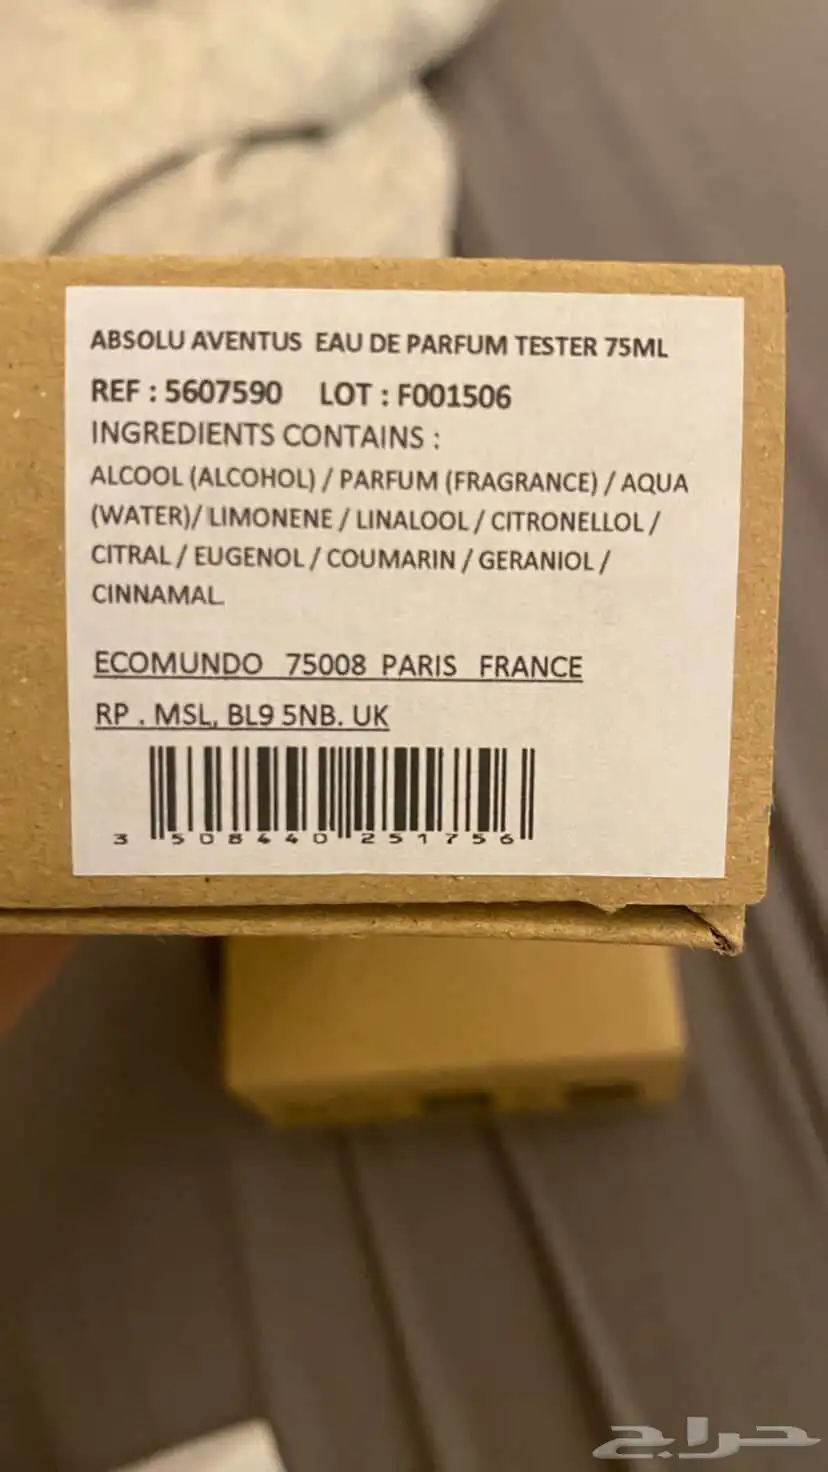 ABSOLU AVENTUS EAU DE PARFUM TESTER 75ML
REF : 5607590 LOT : F001506
INGREDIENTS CONTAINS :
ALCOOL (ALCOHOL) / PARFUM (FRAGRANCE) / AQUA
(WATER)/ LIMONENE / LINALOOL / CITRONELLOL /
CITRAL / EUGENOL / COUMARIN / GERANIOL /
CINNAMAL.
ECOMUNDO 75008 PARIS FRANCE
RP . MSL, BL9 5NB. UK
3 508440 251756
حراج